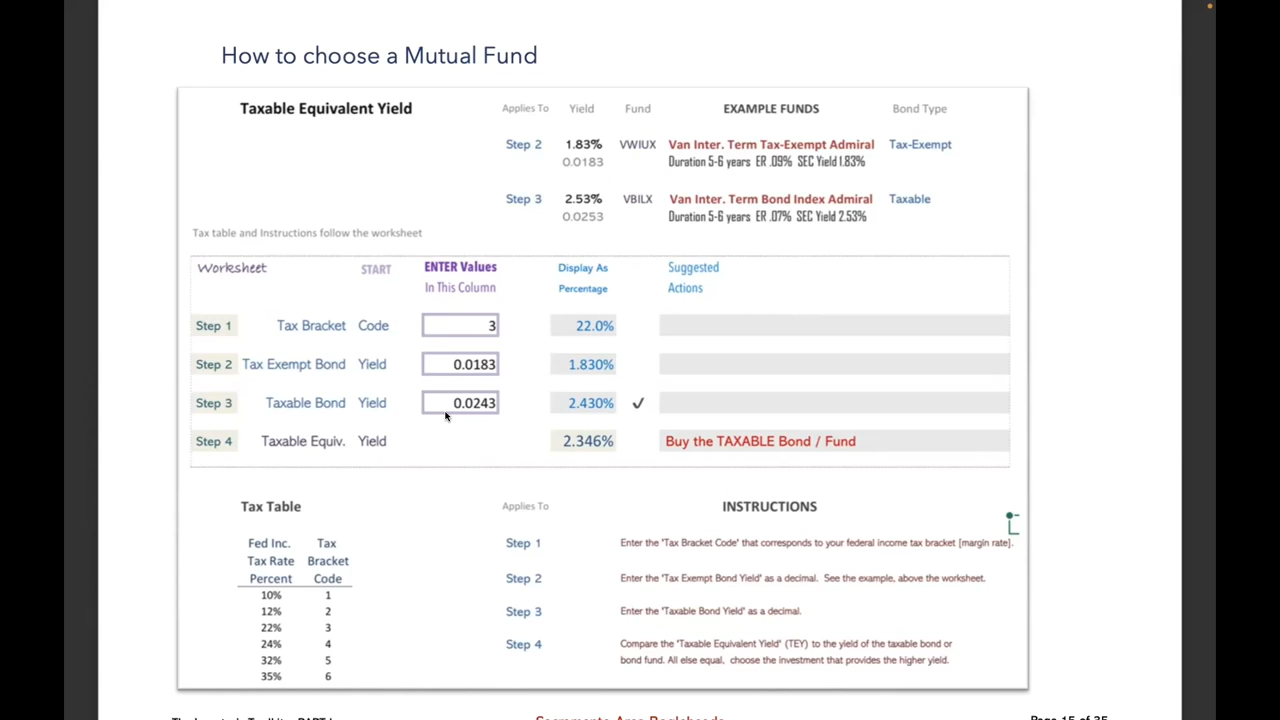 How to choose a Mutual Fund
Taxable Equivalent Yield Applies To Yield Fund EXAMPLE FUNDS Bond Type
Step 2 1.83% VWIUX Van Inter. Term Tax-Exempt Admiral Tax-Exempt
0.0183 Duration 5-6 years ER .09% SEC Yield 1.83%
Step 3 2.53% VBILX Van Inter. Term Bond Index Admiral Taxable
0.0253 Duration 5-6 years ER .07% SEC Yield 2.53%
Tax table and Instructions follow the worksheet
Worksheet START ENTER Values Display As Suggested
In This Column Percentage Actions
Step 1 Tax Bracket Code 3 22.0%
Step 2 Tax Exempt Bond Yield 0.0183 1.830%
Step 3 Taxable Bond Yield 0.0243 2.430% ✓
Step 4 Taxable Equiv. Yield 2.346% Buy the TAXABLE Bond / Fund
Tax Table Applies To INSTRUCTIONS
Fed Inc. Tax Step 1 Enter the 'Tax Bracket Code' that corresponds to your federal income tax bracket [margin rate].
Tax Rate Bracket
Percent Code Step 2 Enter the 'Tax Exempt Bond Yield' as a decimal. See the example, above the worksheet.
10% 1
12% 2 Step 3 Enter the 'Taxable Bond Yield' as a decimal.
22% 3
24% 4 Step 4 Compare the 'Taxable Equivalent Yield' (TEY) to the yield of the taxable bond or
32% 5 bond fund. All else equal, choose the investment that provides the higher yield.
35% 6
Sacramento Area Bogleheads Page 15 of 35